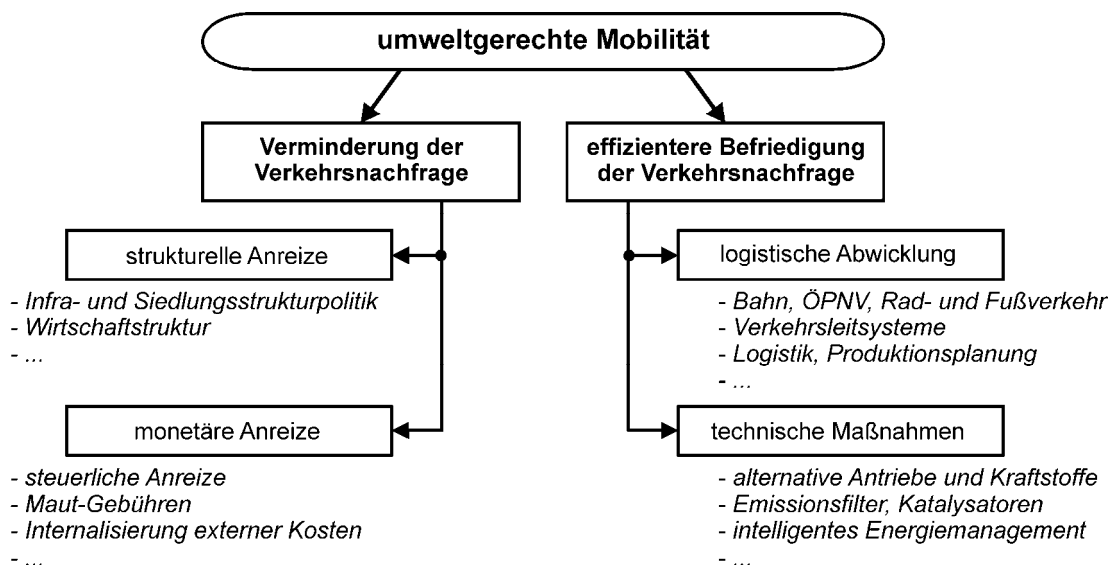 umweltgerechte Mobilität
Verminderung der
Verkehrsnachfrage
effizientere Befriedigung
der Verkehrsnachfrage
strukturelle Anreize
- Infra- und Siedlungsstrukturpolitik
- Wirtschaftstruktur
- ...
monetäre Anreize
- steuerliche Anreize
- Maut-Gebühren
- Internalisierung externer Kosten
- ...
logistische Abwicklung
- Bahn, ÖPNV, Rad- und Fußverkehr
- Verkehrsleitsysteme
- Logistik, Produktionsplanung
- ...
technische Maßnahmen
- alternative Antriebe und Kraftstoffe
- Emissionsfilter, Katalysatoren
- intelligentes Energiemanagement
- ...